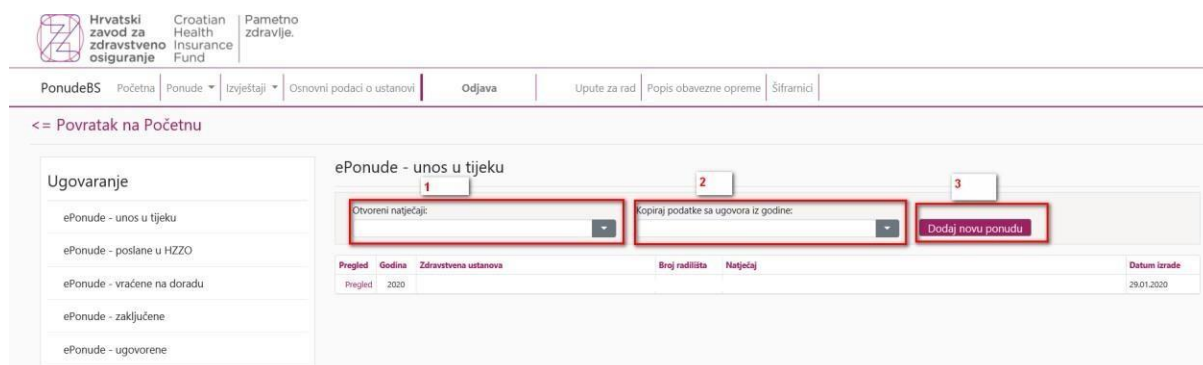 Hrvatski zavod za zdravstveno osiguranje
Croatian Health Insurance Fund
Pametno zdravlje.
PonudeBS Početna Ponude Izvještaji Osnovni podaci o ustanovi Odjava Upute za rad Popis obavezne opreme Šifrarnici
<= Povratak na Početnu
Ugovaranje
ePonude - unos u tijeku
ePonude - poslane u HZZO
ePonude - vraćene na doradu
ePonude - zaključene
ePonude - ugovorene
ePonude - unos u tijeku
1
2
3
Otvoreni natječaji:
Kopiraj podatke sa ugovora iz godine:
Dodaj novu ponudu
Pregled Godina Zdravstvena ustanova Broj radilišta Natječaj Datum izrade
Pregled 2020 29.01.2020